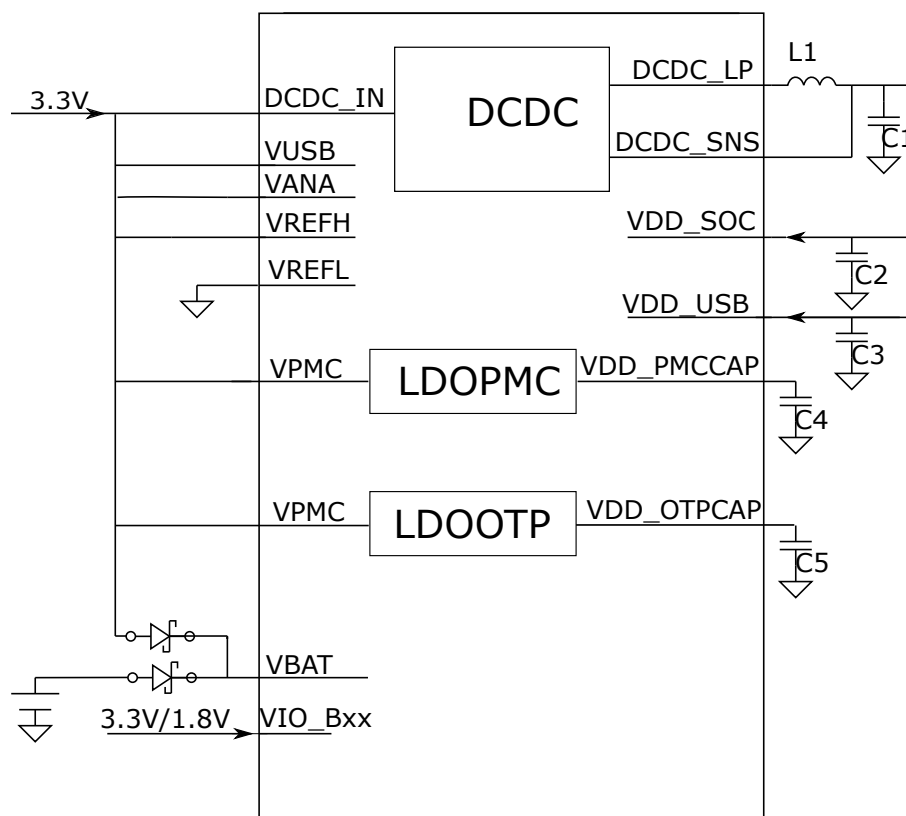 L1
DCDC_LP
3.3V
DCDC_IN
DCDC
C1
DCDC_SNS
VUSB
VANA
VREFH
VDD_SOC
VREFL
C2
VDD_USB
C3
VPMC
LDOPMC
VDD_PMCCAP
C4
VPMC
LDOOTP
VDD_OTPCAP
C5
VBAT
3.3V/1.8V
VIO_Bxx